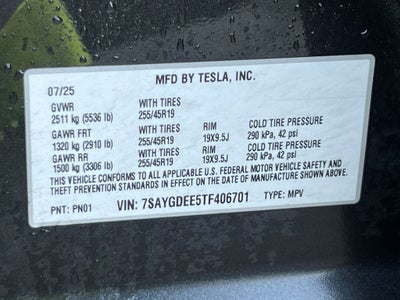 MFD BY TESLA, INC.
07/25
GVWR WITH TIRES
2511 kg (5536 lb) 255/45R19
GAWR FRT WITH TIRES RIM COLD TIRE PRESSURE
1320 kg (2910 lb) 255/45R19 19X9.5J 290 kPa, 42 psi
GAWR RR WITH TIRES RIM COLD TIRE PRESSURE
1500 kg (3306 lb) 255/45R19 19X9.5J 290 kPa, 42 psi
THIS VEHICLE CONFORMS TO ALL APPLICABLE U.S. FEDERAL MOTOR VEHICLE SAFETY AND
THEFT PREVENTION STANDARDS IN EFFECT ON THE DATE OF MANUFACTURE SHOWN ABOVE.
PNT: PN01 VIN: 7SAYGDEE5TF406701 TYPE: MPV